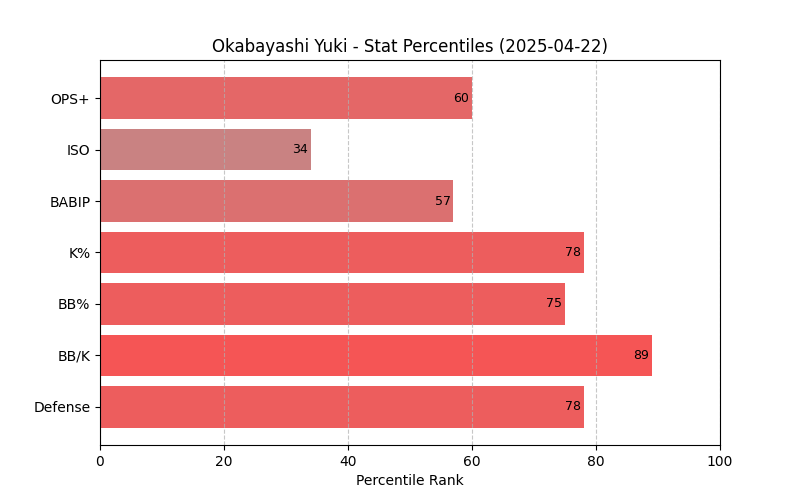 Okabayashi Yuki - Stat Percentiles (2025-04-22)
OPS+ 60
ISO 34
BABIP 57
K% 78
BB% 75
BB/K 89
Defense 78
0 20 40 60 80 100
Percentile Rank